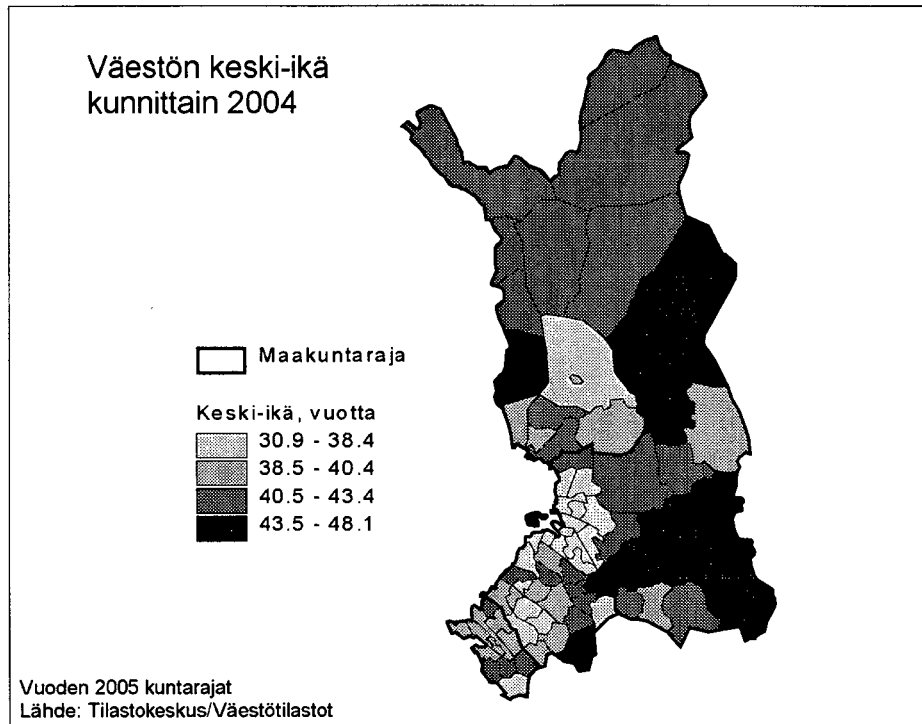 Väestön keski-ikä
kunnittain 2004
Maakuntaraja
Keski-ikä, vuotta
30.9 - 38.4
38.5 - 40.4
40.5 - 43.4
43.5 - 48.1
Vuoden 2005 kuntarajat
Lähde: Tilastokeskus/Väestötilastot